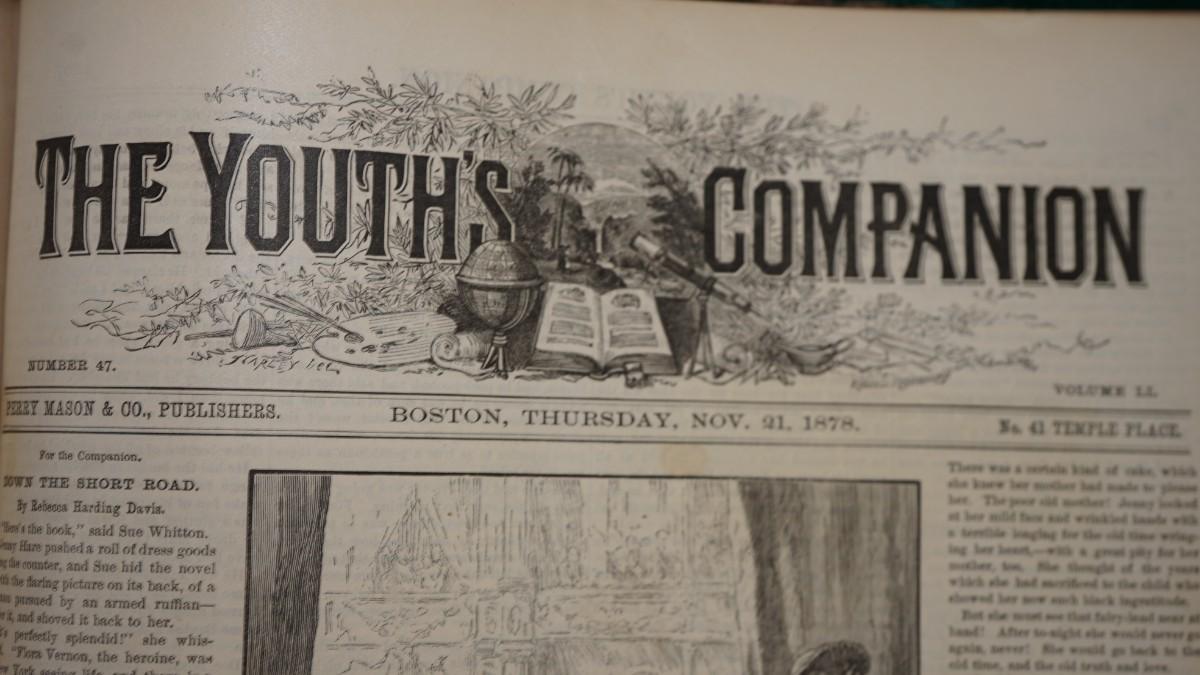 THE YOUTH'S COMPANION
NUMBER 47.
VOLUME LI.
PERRY MASON & CO., PUBLISHERS.
BOSTON, THURSDAY, NOV. 21, 1878.
No. 41 TEMPLE PLACE.
For the Companion.
DOWN THE SHORT ROAD.
By Rebecca Harding Davis.
"Here's the book," said Sue Whitton.
Jenny Hare pushed a roll of dress goods
the counter, and Sue hid the novel
with the flaring picture on its back, of a
pursued by an armed ruffian—
it, and shoved it back to her.
perfectly splendid!" she whis-
"Flora Vernon, the heroine, was
There was a certain kind of cake, which
she knew her mother had made to please
her. The poor old mother! Jenny looked
at her mild face and wrinkled hands with
a terrible longing for the old time wring-
ing her heart,—with a great pity for her
mother, too. She thought of the years
which she had sacrificed to the child who
showed her now such black ingratitude.
But she must see that fairy-land near at
hand! After to-night she would never go
again, never! She would go back to the
old time, and the old truth and love.